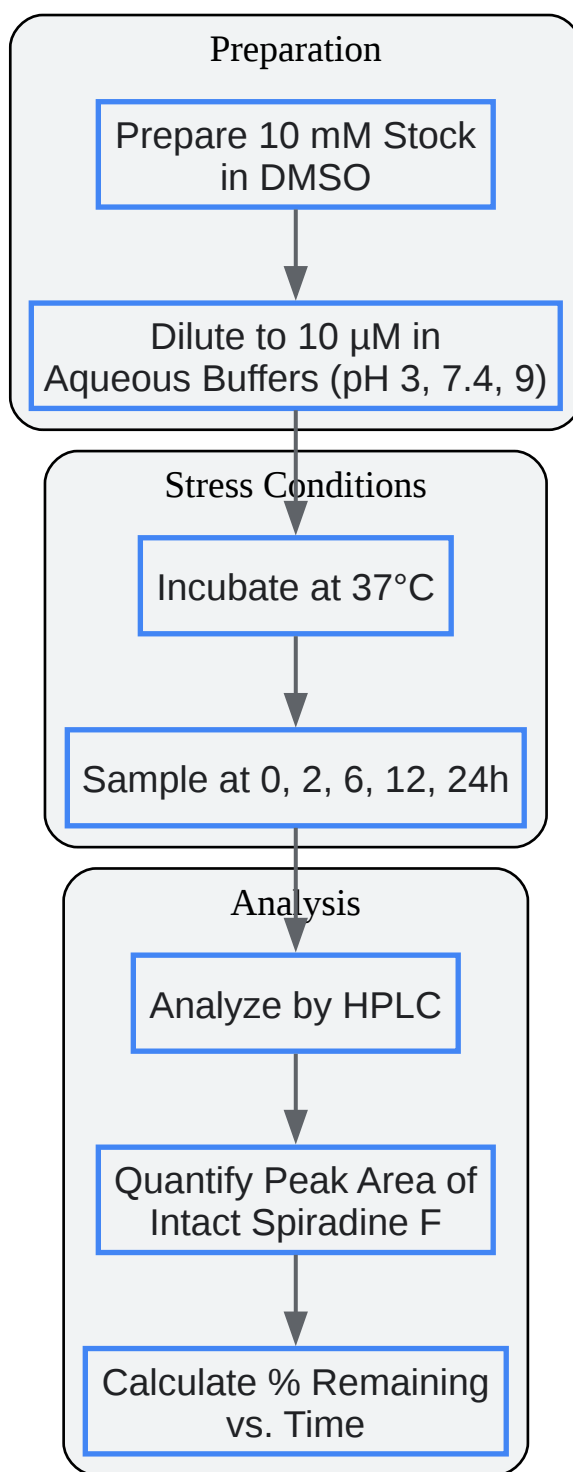 Preparation
Prepare 10 mM Stock
in DMSO
Dilute to 10 µM in
Aqueous Buffers (pH 3, 7.4, 9)
Stress Conditions
Incubate at 37°C
Sample at 0, 2, 6, 12, 24h
Analysis
Analyze by HPLC
Quantify Peak Area of
Intact Spiradine F
Calculate % Remaining
vs. Time